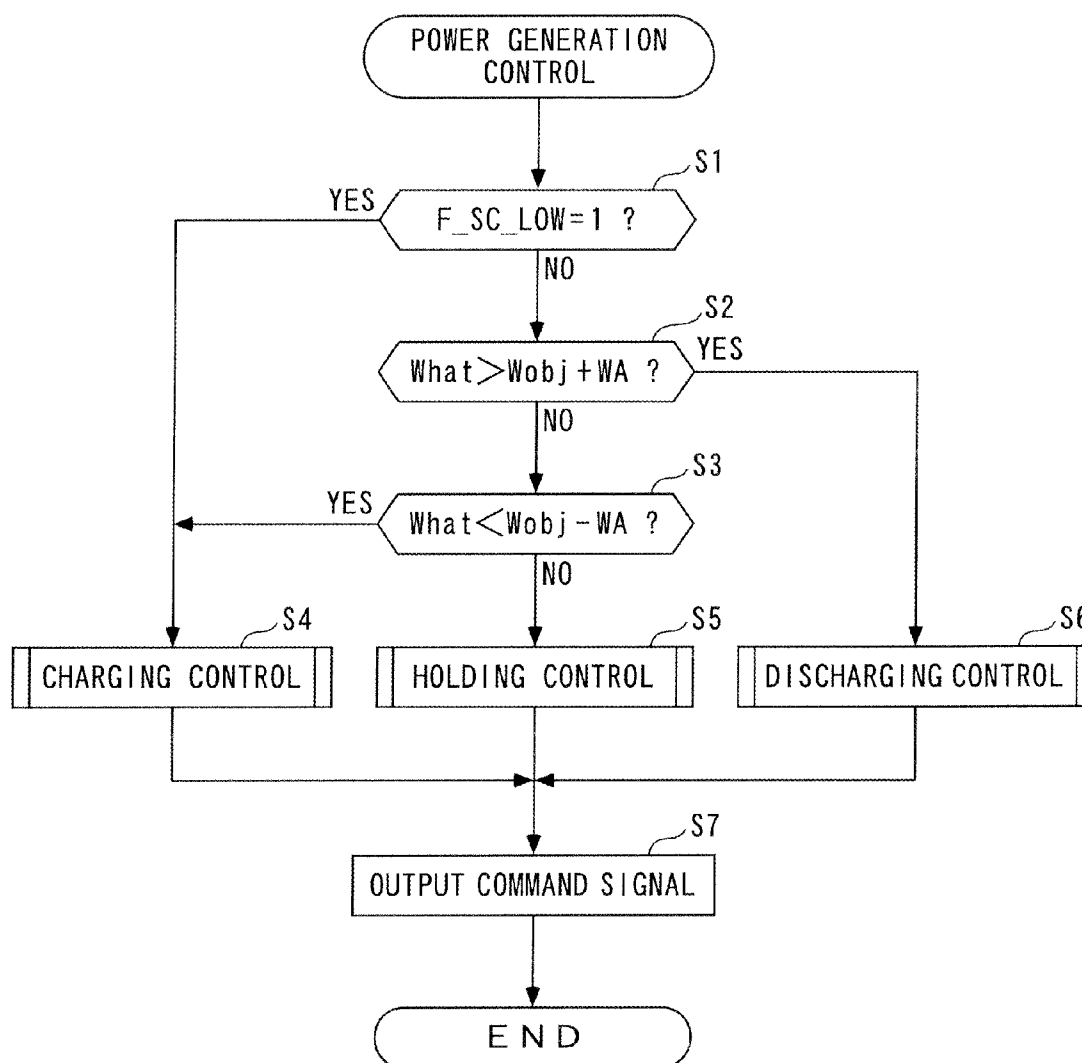 POWER GENERATION
CONTROL
S1
YES
F_SC_LOW=1 ?
NO
S2
YES
What>Wobj+WA ?
NO
S3
YES
What<Wobj-WA ?
NO
S4
S5
S6
CHARGING CONTROL
HOLDING CONTROL
DISCHARGING CONTROL
S7
OUTPUT COMMAND SIGNAL
END